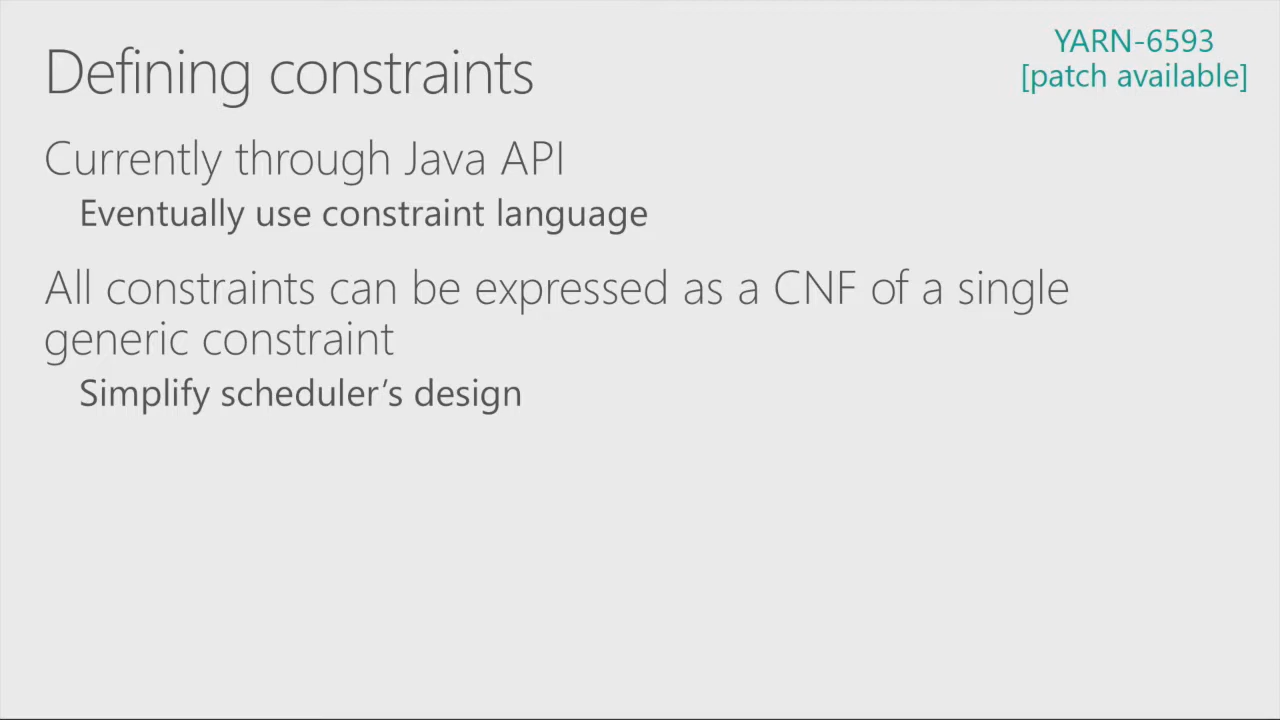 Defining constraints
YARN-6593
[patch available]
Currently through Java API
Eventually use constraint language
All constraints can be expressed as a CNF of a single
generic constraint
Simplify scheduler’s design